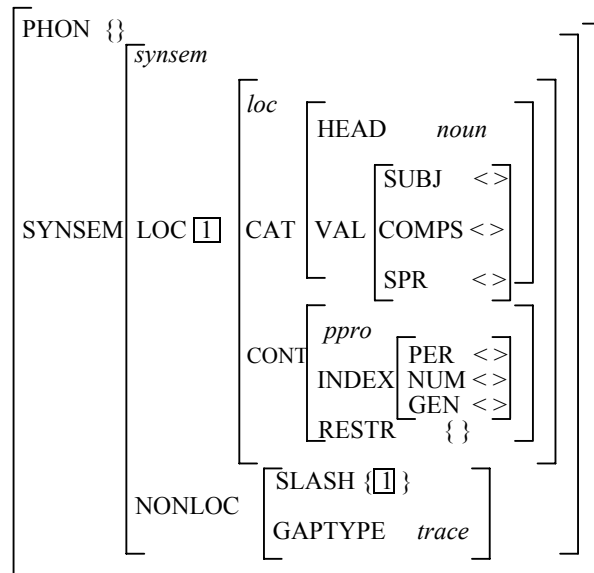 PHON {}
synsem
loc
HEAD noun
SUBJ < >
SYNSEM LOC 1 CAT VAL COMPS < >
SPR < >
ppro
CONT
PER < >
INDEX NUM < >
GEN < >
RESTR { }
SLASH { 1 }
NONLOC
GAPTYPE trace